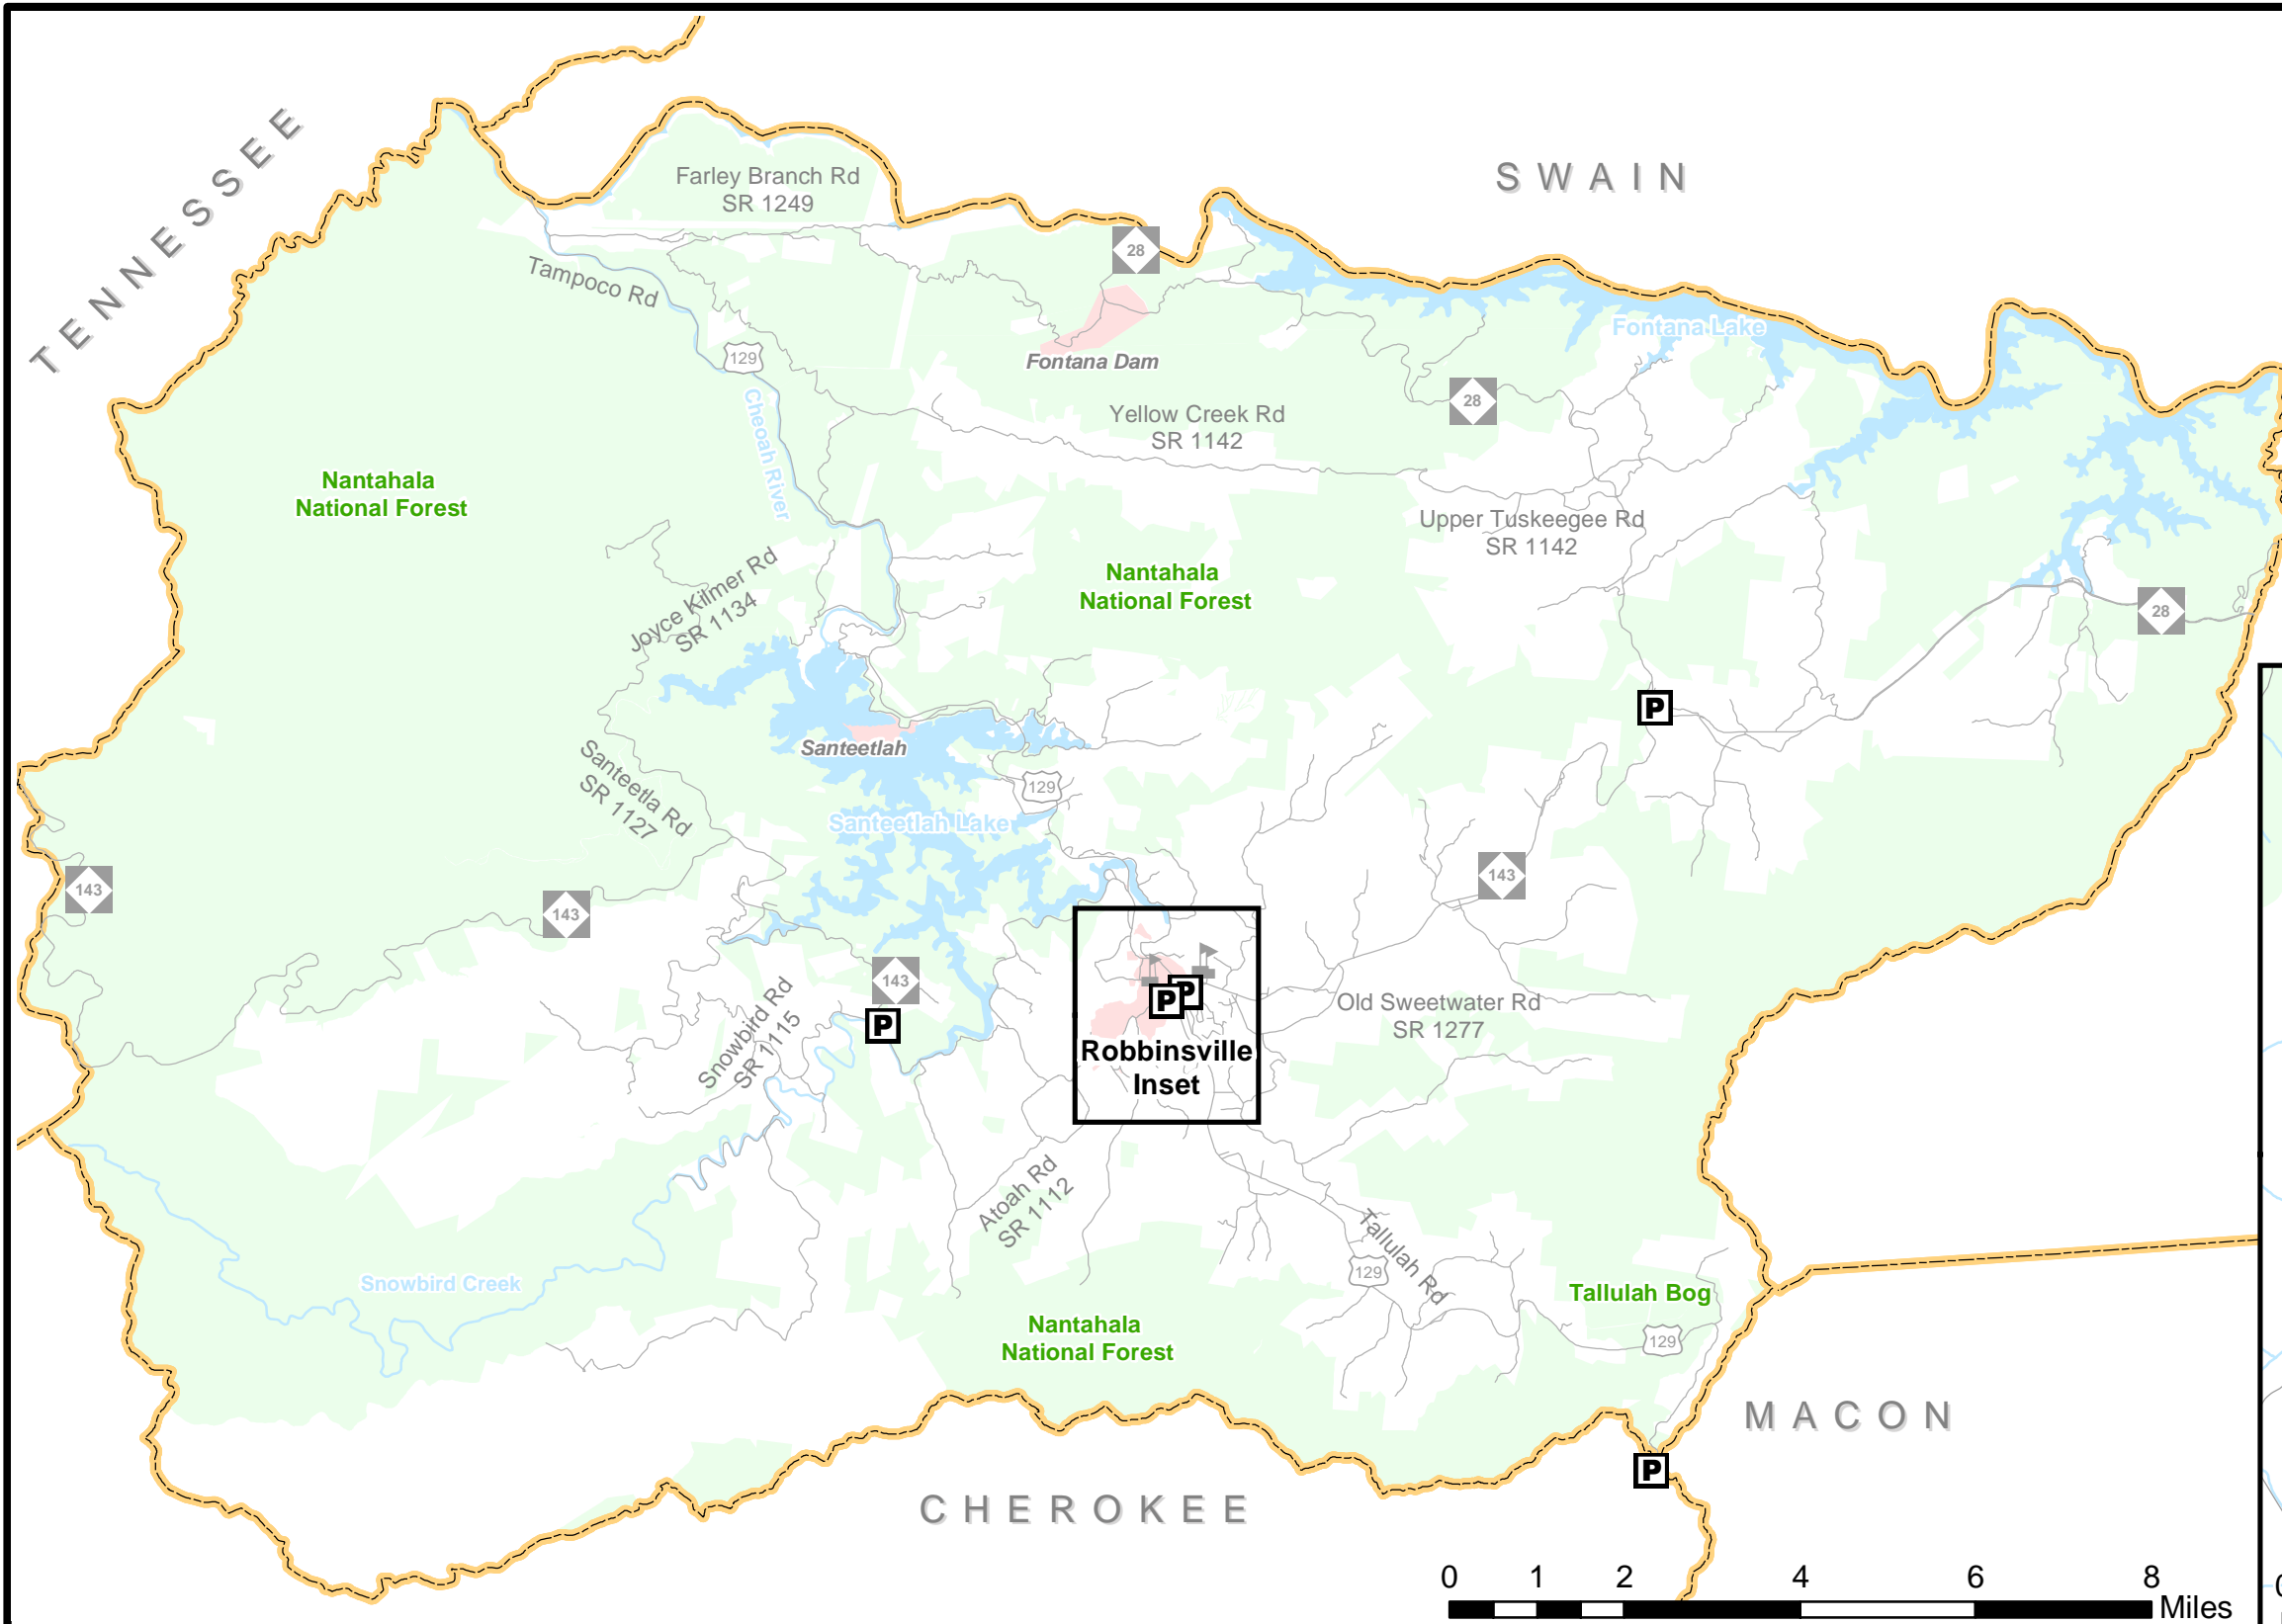 TENNESSEE
SWAIN
Farley Branch Rd
SR 1249
28
Tampoco Rd
Fontana Lake
129
Fontana Dam
Cheoah River
28
Yellow Creek Rd
SR 1142
Nantahala
National Forest
Upper Tuskeegee Rd
SR 1142
Joyce Kilmer Rd
SR 1134
Nantahala
National Forest
28
P
Santeetlah
Santeetla Rd
SR 1127
129
Santeetlah Lake
143
143
143
143
P
P
P
Snowbird Rd
SR 1115
Old Sweetwater Rd
SR 1277
Robbinsville
Inset
Atoah Rd
SR 1112
Tallulah Rd
129
Snowbird Creek
Tallulah Bog
Nantahala
National Forest
129
MACON
P
CHEROKEE
0 1 2 4 6 8
Miles